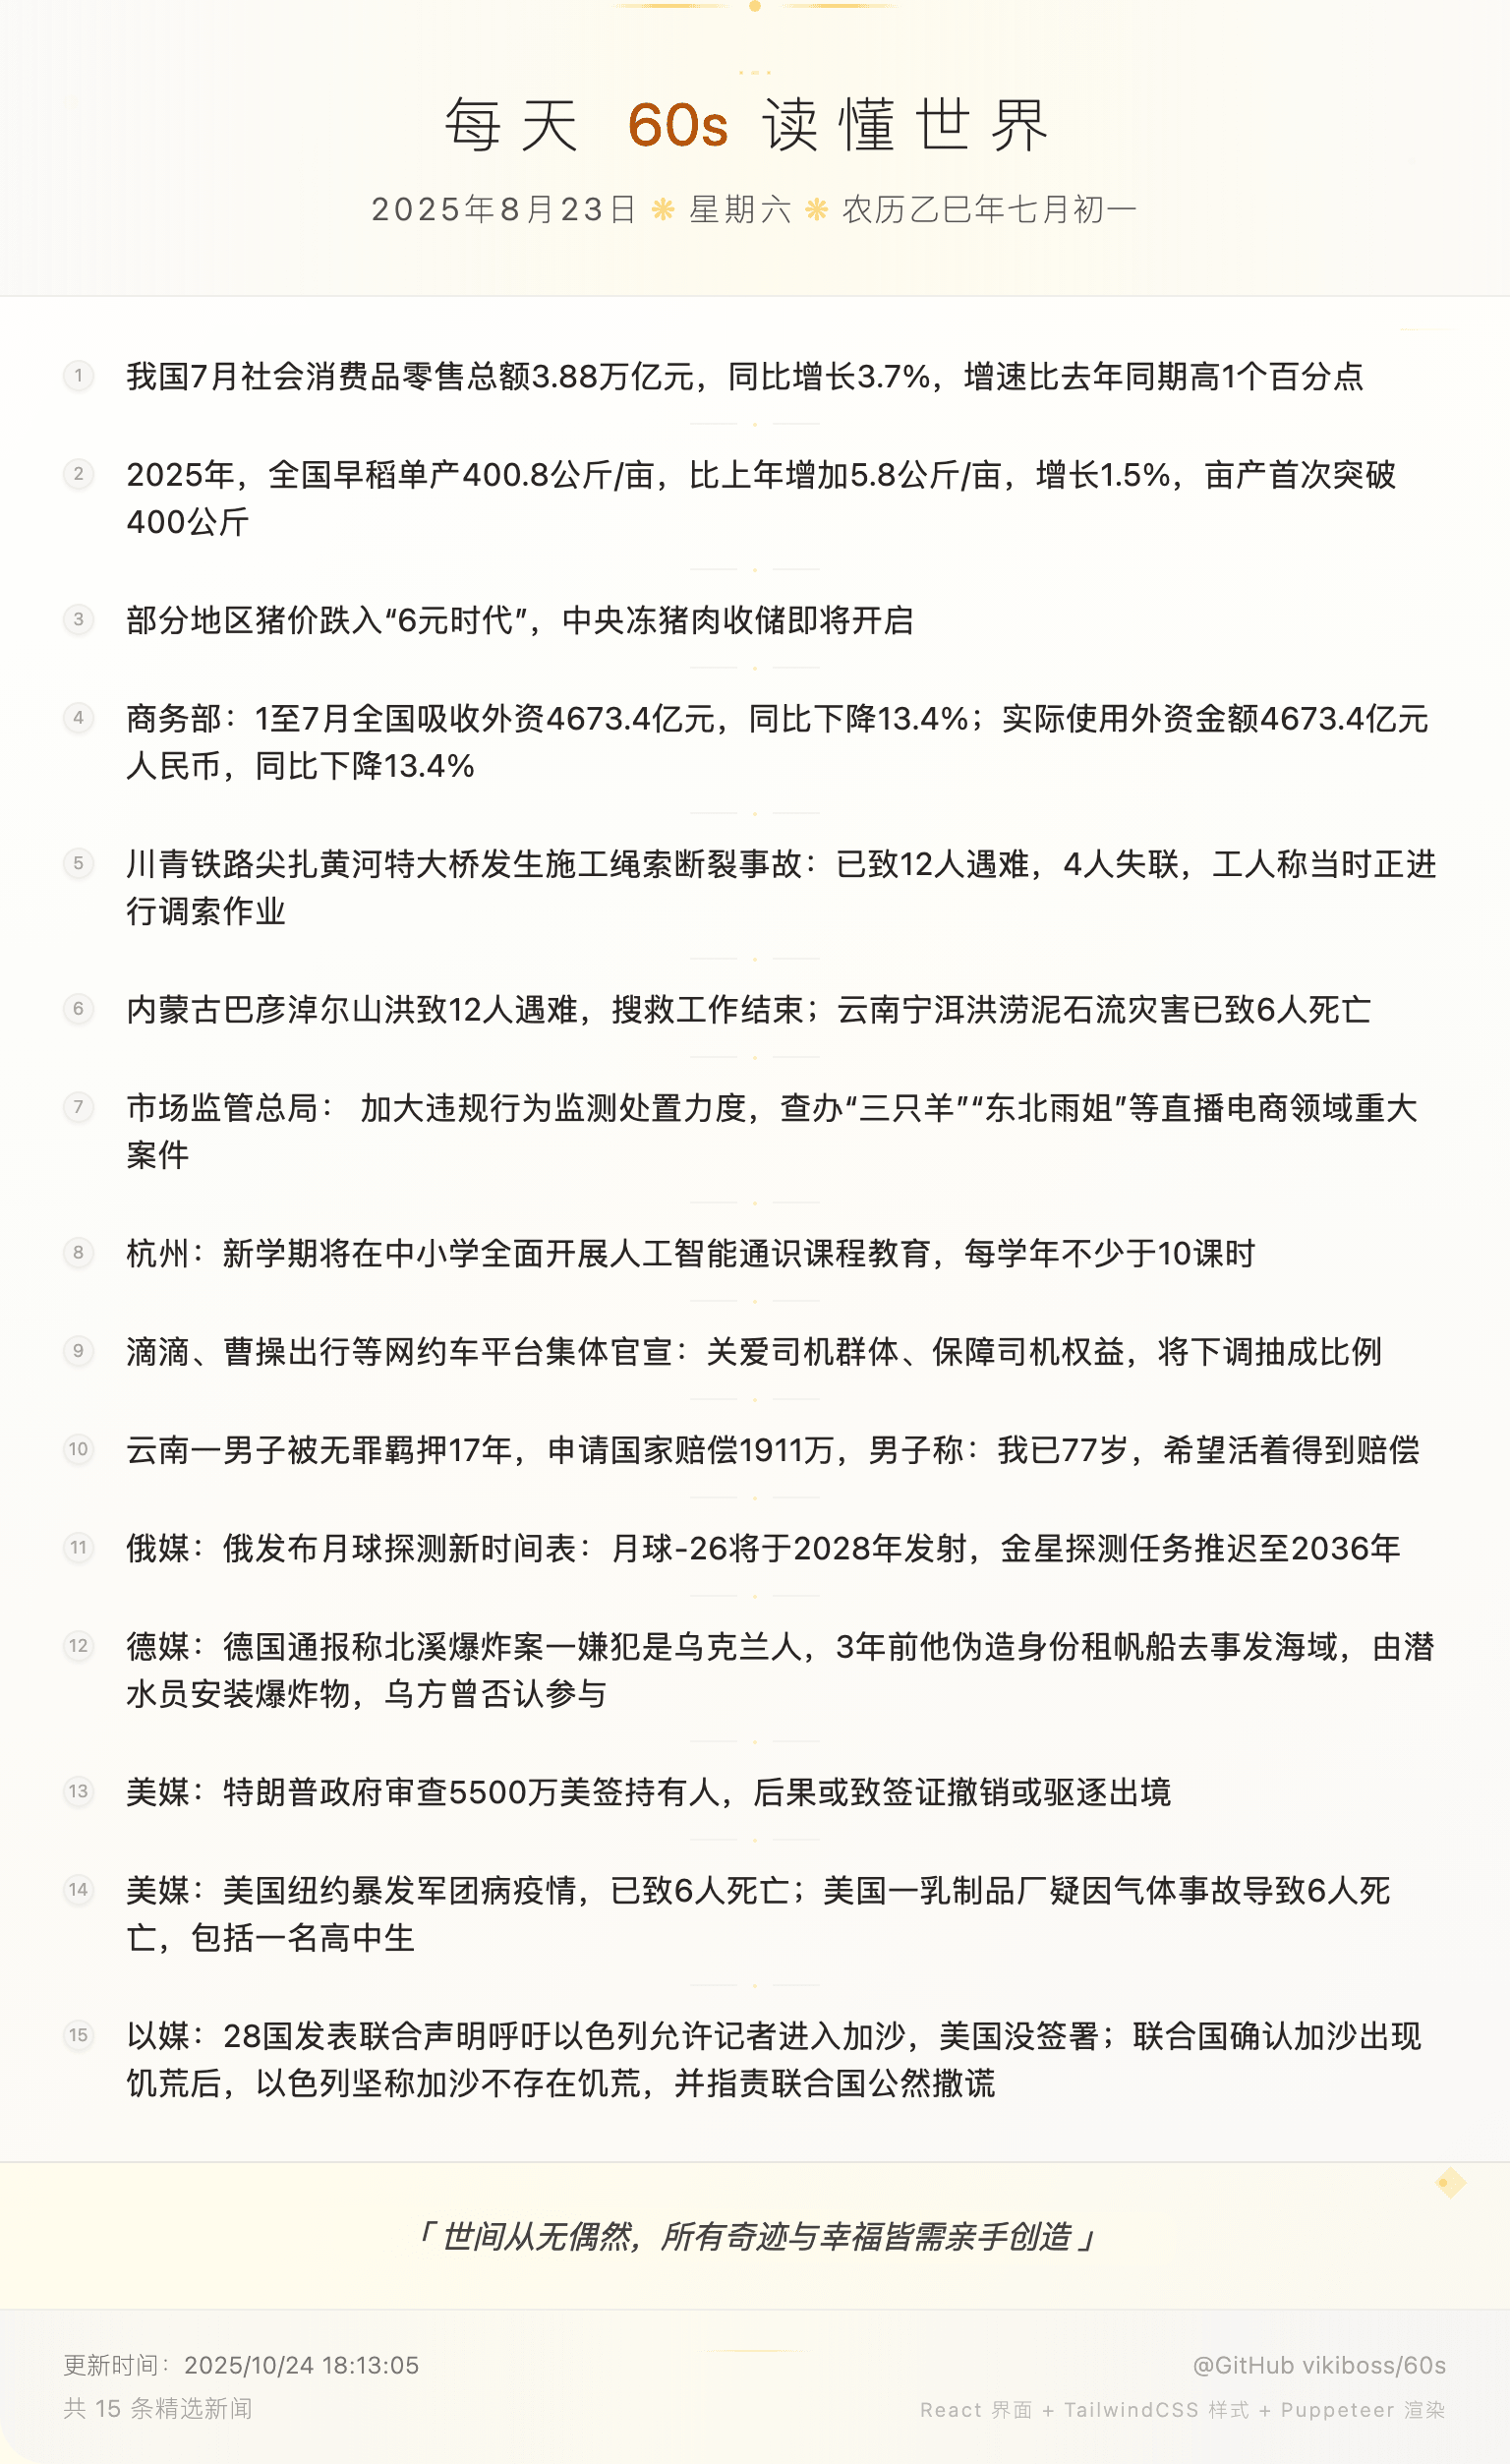 每天 60s 读懂世界
2025年8月23日 ❋ 星期六 ❋ 农历乙巳年七月初一
1 我国7月社会消费品零售总额3.88万亿元，同比增长3.7%，增速比去年同期高1个百分点
2 2025年，全国早稻单产400.8公斤/亩，比上年增加5.8公斤/亩，增长1.5%，亩产首次突破
400公斤
3 部分地区猪价跌入“6元时代”，中央冻猪肉收储即将开启
4 商务部：1至7月全国吸收外资4673.4亿元，同比下降13.4%；实际使用外资金额4673.4亿元
人民币，同比下降13.4%
5 川青铁路尖扎黄河特大桥发生施工绳索断裂事故：已致12人遇难，4人失联，工人称当时正进
行调索作业
6 内蒙古巴彦淖尔山洪致12人遇难，搜救工作结束；云南宁洱洪涝泥石流灾害已致6人死亡
7 市场监管总局： 加大违规行为监测处置力度，查办“三只羊”“东北雨姐”等直播电商领域重大
案件
8 杭州：新学期将在中小学全面开展人工智能通识课程教育，每学年不少于10课时
9 滴滴、曹操出行等网约车平台集体官宣：关爱司机群体、保障司机权益，将下调抽成比例
10 云南一男子被无罪羁押17年，申请国家赔偿1911万，男子称：我已77岁，希望活着得到赔偿
11 俄媒：俄发布月球探测新时间表：月球-26将于2028年发射，金星探测任务推迟至2036年
12 德媒：德国通报称北溪爆炸案一嫌犯是乌克兰人，3年前他伪造身份租帆船去事发海域，由潜
水员安装爆炸物，乌方曾否认参与
13 美媒：特朗普政府审查5500万美签持有人，后果或致签证撤销或驱逐出境
14 美媒：美国纽约暴发军团病疫情，已致6人死亡；美国一乳制品厂疑因气体事故导致6人死
亡，包括一名高中生
15 以媒：28国发表联合声明呼吁以色列允许记者进入加沙，美国没签署；联合国确认加沙出现
饥荒后，以色列坚称加沙不存在饥荒，并指责联合国公然撒谎
「 世间从无偶然，所有奇迹与幸福皆需亲手创造 」
更新时间：2025/10/24 18:13:05
@GitHub vikiboss/60s
共 15 条精选新闻
React 界面 + TailwindCSS 样式 + Puppeteer 渲染